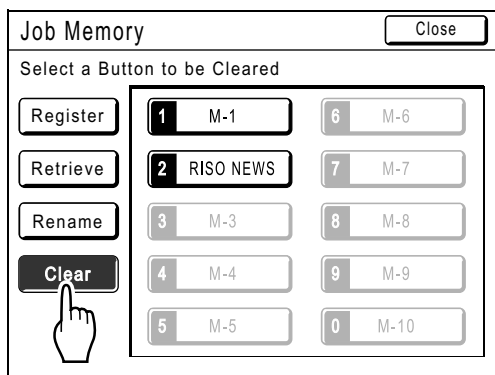 Job Memory
Close
Select a Button to be Cleared
Register
Retrieve
Rename
Clear
1 M-1
2 RISO NEWS
3 M-3
4 M-4
5 M-5
6 M-6
7 M-7
8 M-8
9 M-9
0 M-10